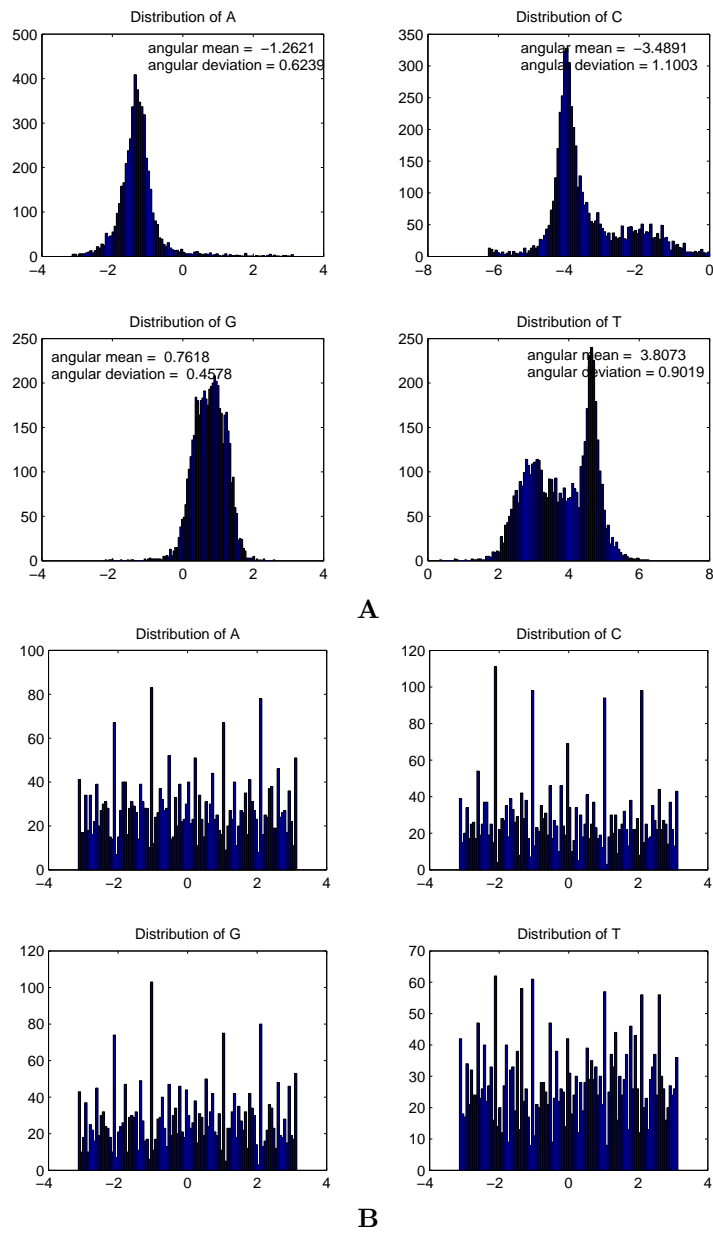 Distribution of A
angular mean = −1.2621
angular deviation = 0.6239
500
400
300
200
100
0
−4 −2 0 2 4
Distribution of C
angular mean = −3.4891
angular deviation = 1.1003
350
300
250
200
150
100
50
0
−8 −6 −4 −2 0
Distribution of G
angular mean = 0.7618
angular deviation = 0.4578
250
200
150
100
50
0
−4 −2 0 2 4
Distribution of T
angular mean = 3.8073
angular deviation = 0.9019
250
200
150
100
50
0
0 2 4 6 8
A
Distribution of A
100
80
60
40
20
0
−4 −2 0 2 4
Distribution of C
120
100
80
60
40
20
0
−4 −2 0 2 4
Distribution of G
120
100
80
60
40
20
0
−4 −2 0 2 4
Distribution of T
70
60
50
40
30
20
10
0
−4 −2 0 2 4
B